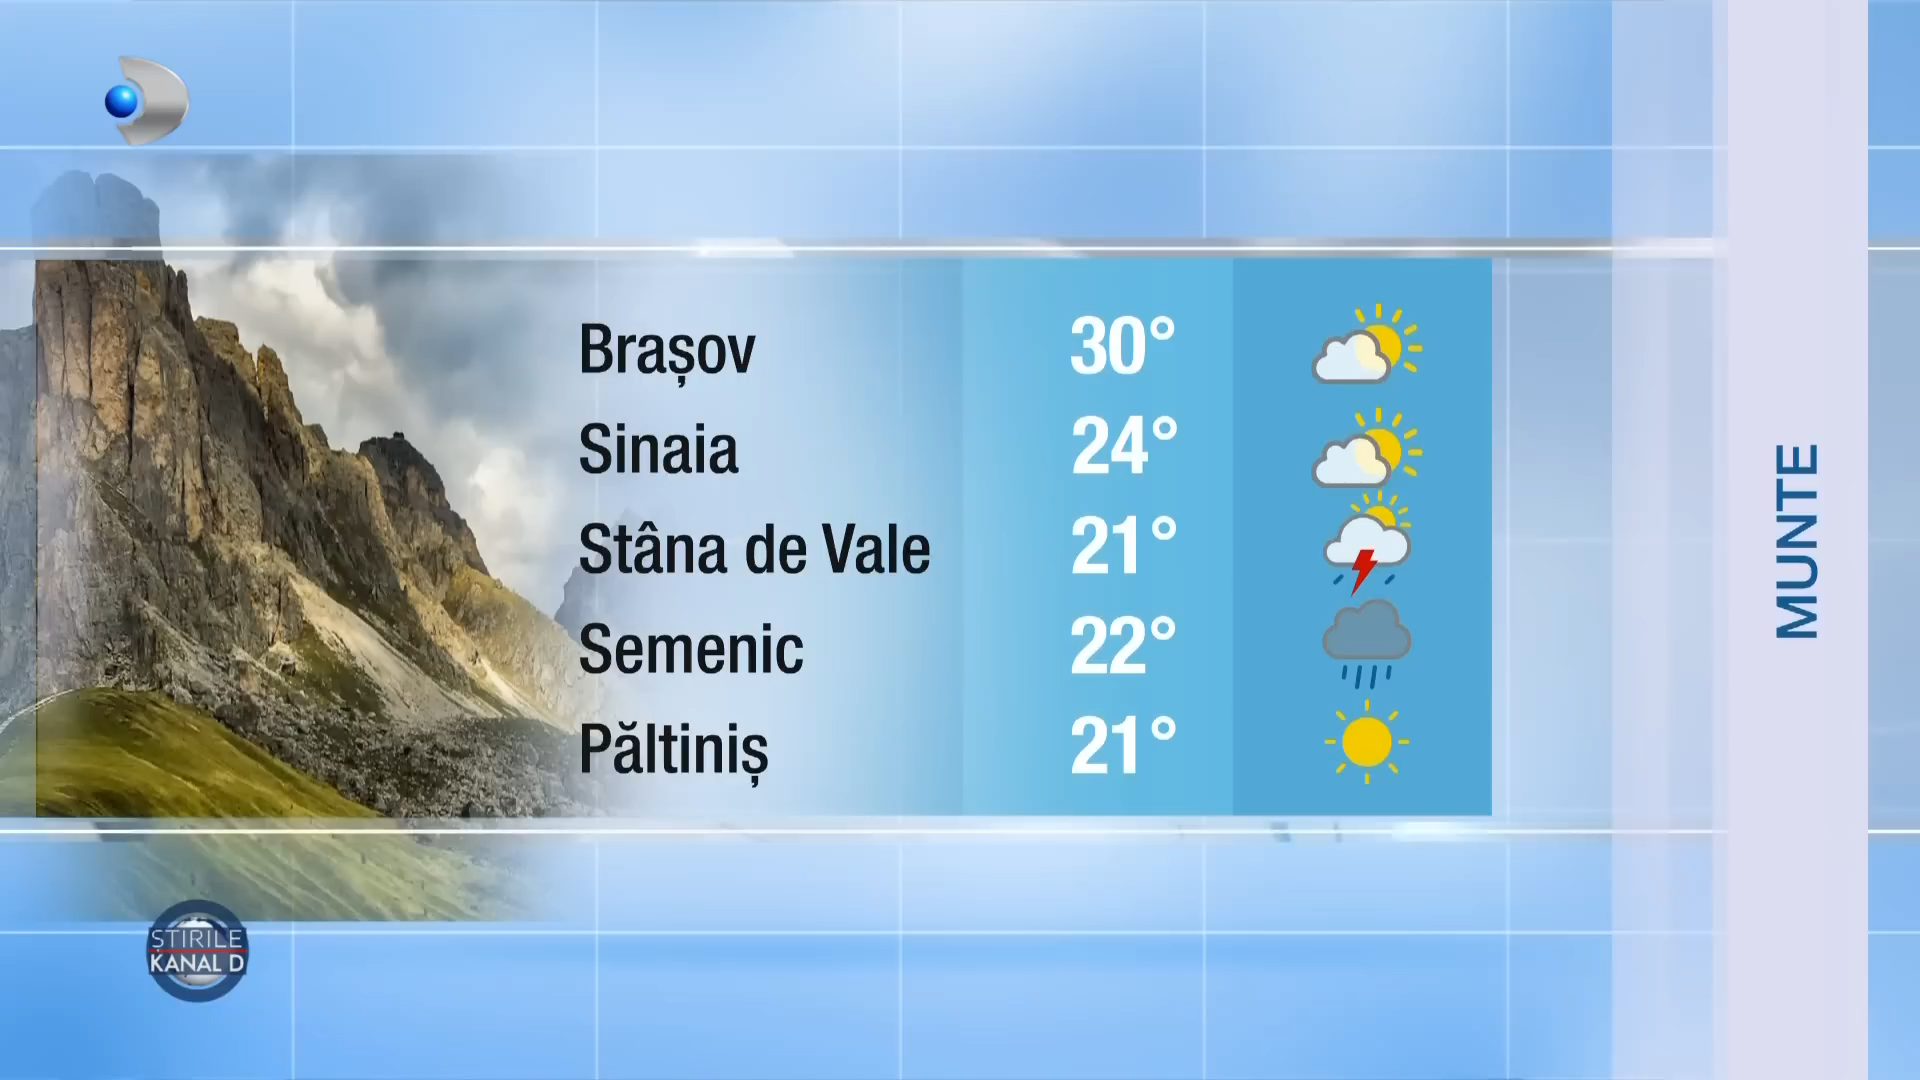 Brașov 30°
Sinaia 24°
Stâna de Vale 21°
Semenic 22°
Păltiniș 21°
MUNTE
ȘTIRILE
KANAL D